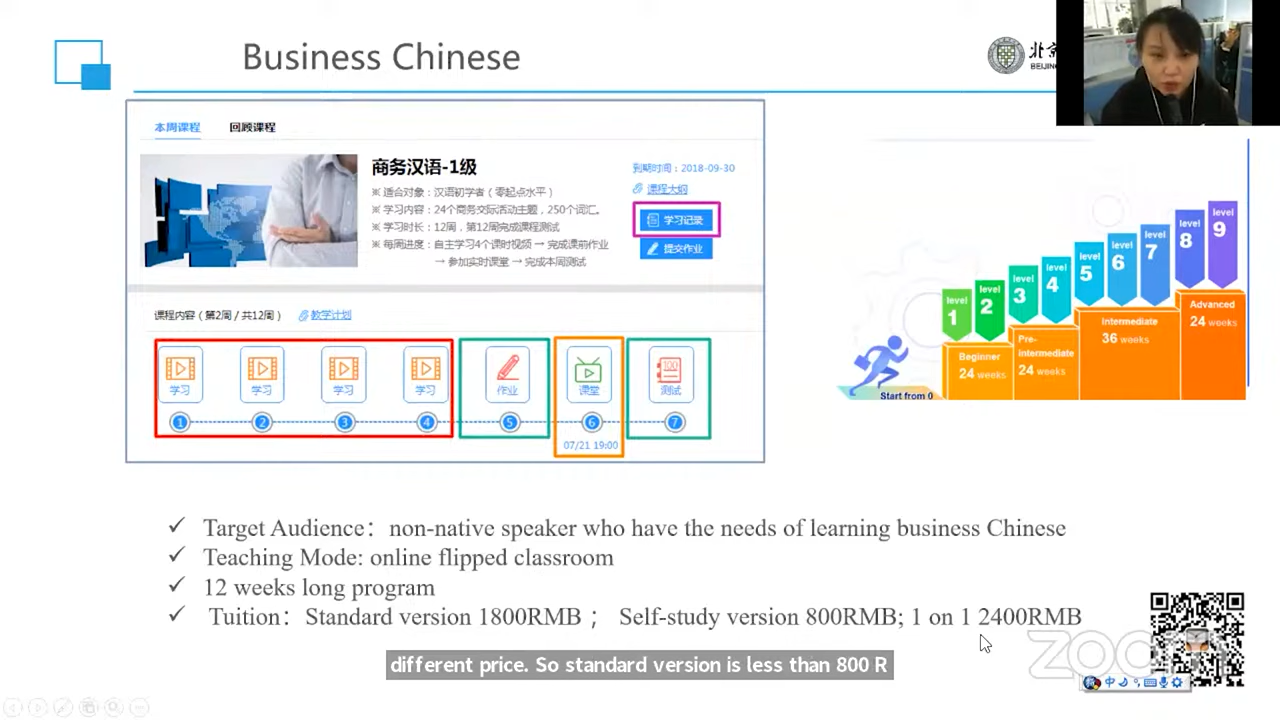 Business Chinese
北京
BEIJING
本周课程 回顾课程
商务汉语-1级
※ 适合对象：汉语初学者（零起点水平）
※ 学习内容：24个商务交际活动主题，250个词汇。
※ 学习时长：12周，第12周完成课程测试
※ 每周进度：自主学习4个课时视频 → 完成课前作业
→ 参加实时课堂 → 完成本周测试
到期时间：2018-09-30
课程大纲
学习记录
提交作业
课程内容（第2周 / 共12周） 教学计划
学习 学习 学习 学习 作业 课堂 100 测试
1 2 3 4 5 6 7
07/21 19:00
level 1
level 2
level 3
level 4
level 5
level 6
level 7
level 8
level 9
Beginner
24 weeks
Pre-intermediate
24 weeks
Intermediate
36 weeks
Advanced
24 weeks
Start from 0
✓ Target Audience：non-native speaker who have the needs of learning business Chinese
✓ Teaching Mode: online flipped classroom
✓ 12 weeks long program
✓ Tuition：Standard version 1800RMB； Self-study version 800RMB; 1 on 1 2400RMB
different price. So standard version is less than 800 R
zoom
中